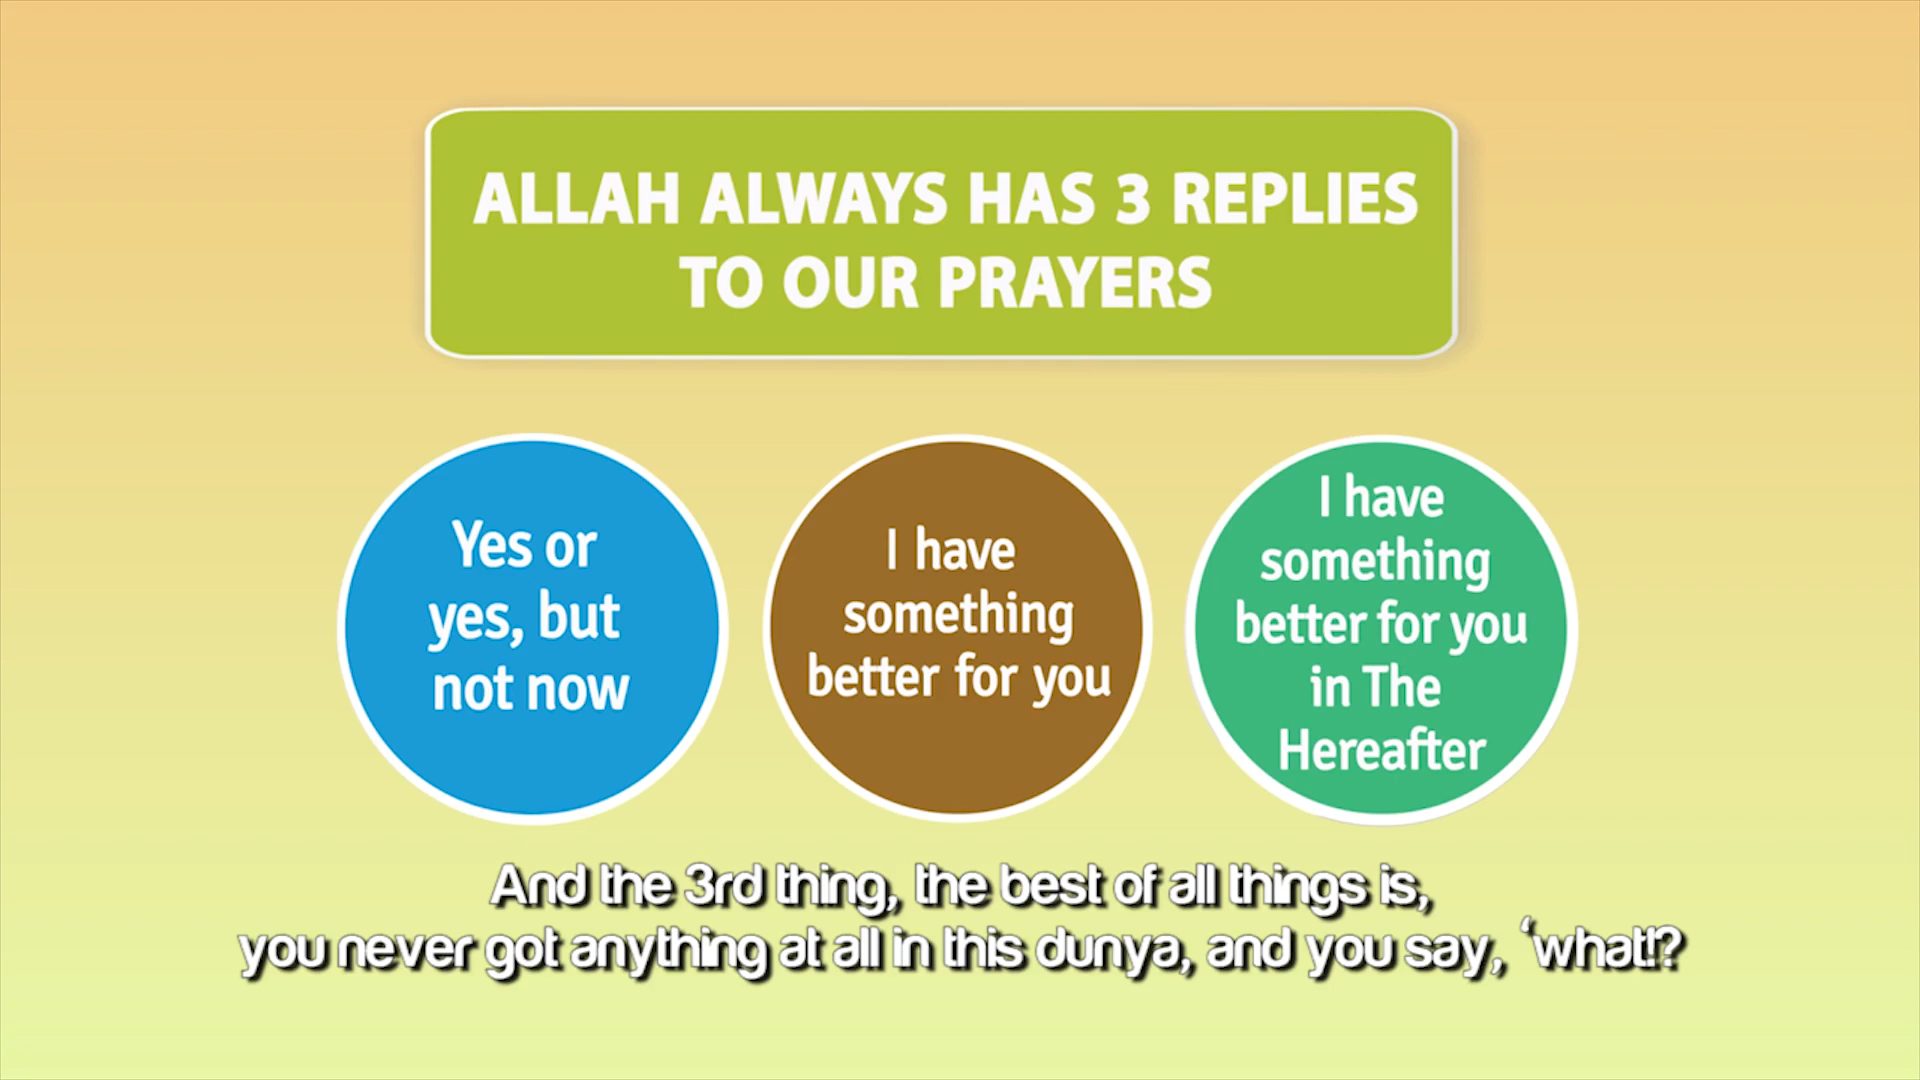 ALLAH ALWAYS HAS 3 REPLIES
TO OUR PRAYERS
Yes or
yes, but
not now
I have
something
better for you
I have
something
better for you
in The
Hereafter
And the 3rd thing, the best of all things is,
you never got anything at all in this dunya, and you say, 'what!?